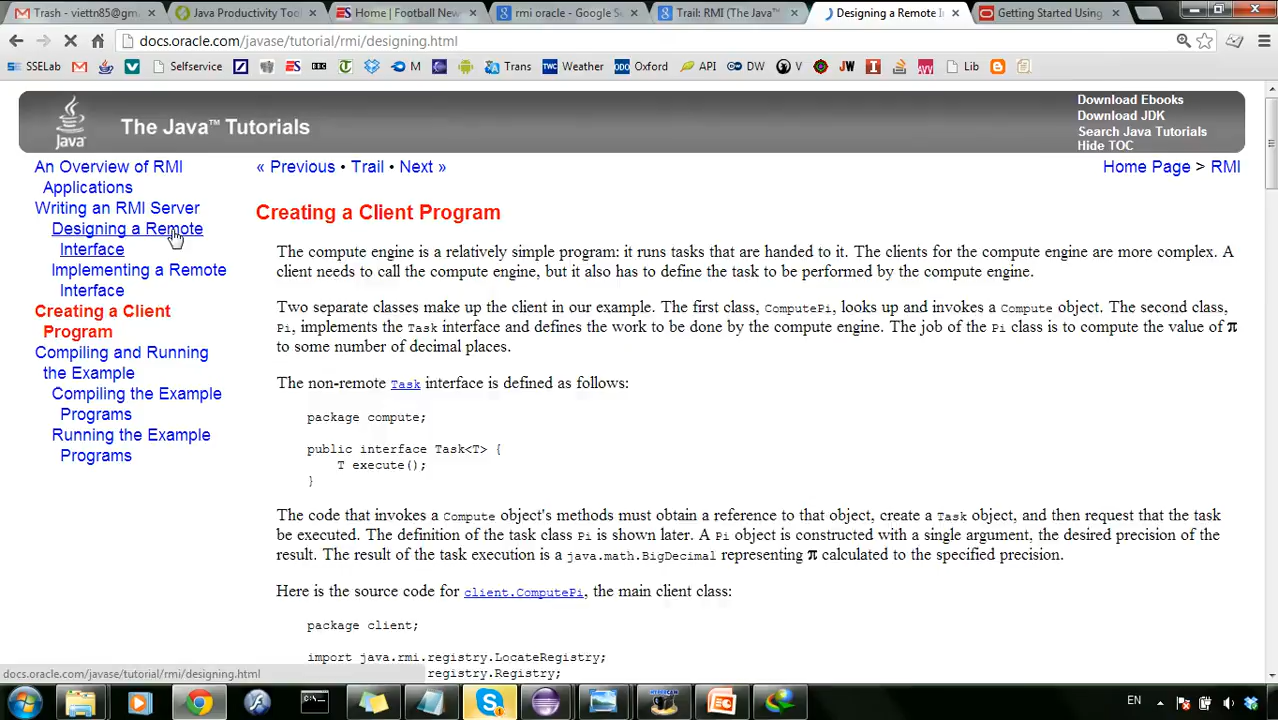 Trash - viettn85@gm
Java Productivity Tool
Home | Football New
rmi oracle - Google S
Trail: RMI (The Java™
Designing a Remote I
Getting Started Using
docs.oracle.com/javase/tutorial/rmi/designing.html
SSELab
Selfservice
M
Trans
Weather
Oxford
API
DW
V
JW
Lib
Java
The Java™ Tutorials
Download Ebooks
Download JDK
Search Java Tutorials
Hide TOC
An Overview of RMI
Applications
Writing an RMI Server
Designing a Remote
Interface
Implementing a Remote
Interface
Creating a Client
Program
Compiling and Running
the Example
Compiling the Example
Programs
Running the Example
Programs
« Previous • Trail • Next »
Home Page > RMI
Creating a Client Program
The compute engine is a relatively simple program: it runs tasks that are handed to it. The clients for the compute engine are more complex. A
client needs to call the compute engine, but it also has to define the task to be performed by the compute engine.
Two separate classes make up the client in our example. The first class, ComputePi, looks up and invokes a Compute object. The second class,
Pi, implements the Task interface and defines the work to be done by the compute engine. The job of the Pi class is to compute the value of π
to some number of decimal places.
The non-remote Task interface is defined as follows:
package compute;
public interface Task<T> {
T execute();
}
The code that invokes a Compute object's methods must obtain a reference to that object, create a Task object, and then request that the task
be executed. The definition of the task class Pi is shown later. A Pi object is constructed with a single argument, the desired precision of the
result. The result of the task execution is a java.math.BigDecimal representing π calculated to the specified precision.
Here is the source code for client.ComputePi, the main client class:
package client;
import java.rmi.registry.LocateRegistry;
registry.Registry;
docs.oracle.com/javase/tutorial/rmi/designing.html
EN